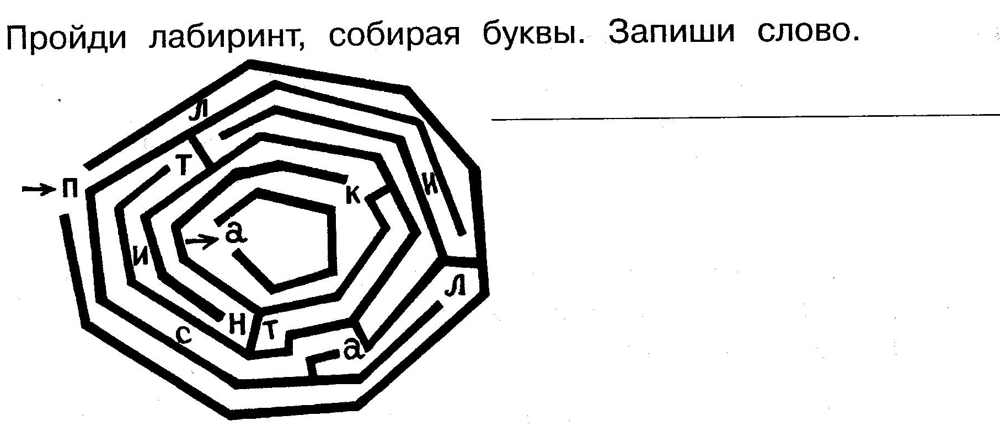 Пройди лабиринт, собирая буквы. Запиши слово.
л
т
и
п
к
а
и
л
н
т
с
а